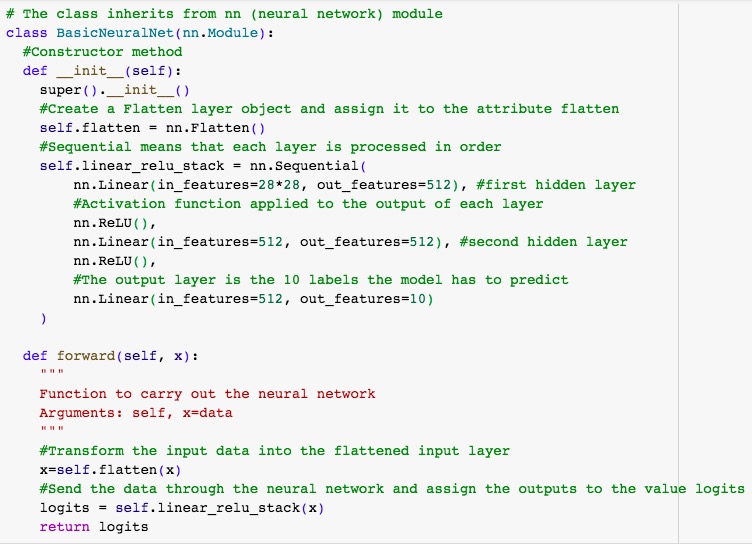 # The class inherits from nn (neural network) module
class BasicNeuralNet(nn.Module):
  #Constructor method
  def __init__(self):
    super().__init__()
    #Create a Flatten layer object and assign it to the attribute flatten
    self.flatten = nn.Flatten()
    #Sequential means that each layer is processed in order
    self.linear_relu_stack = nn.Sequential(
        nn.Linear(in_features=28*28, out_features=512), #first hidden layer
        #Activation function applied to the output of each layer
        nn.ReLU(),
        nn.Linear(in_features=512, out_features=512), #second hidden layer
        nn.ReLU(),
        #The output layer is the 10 labels the model has to predict
        nn.Linear(in_features=512, out_features=10)
    )

  def forward(self, x):
    """
    Function to carry out the neural network
    Arguments: self, x=data
    """
    #Transform the input data into the flattened input layer
    x=self.flatten(x)
    #Send the data through the neural network and assign the outputs to the value logits
    logits = self.linear_relu_stack(x)
    return logits